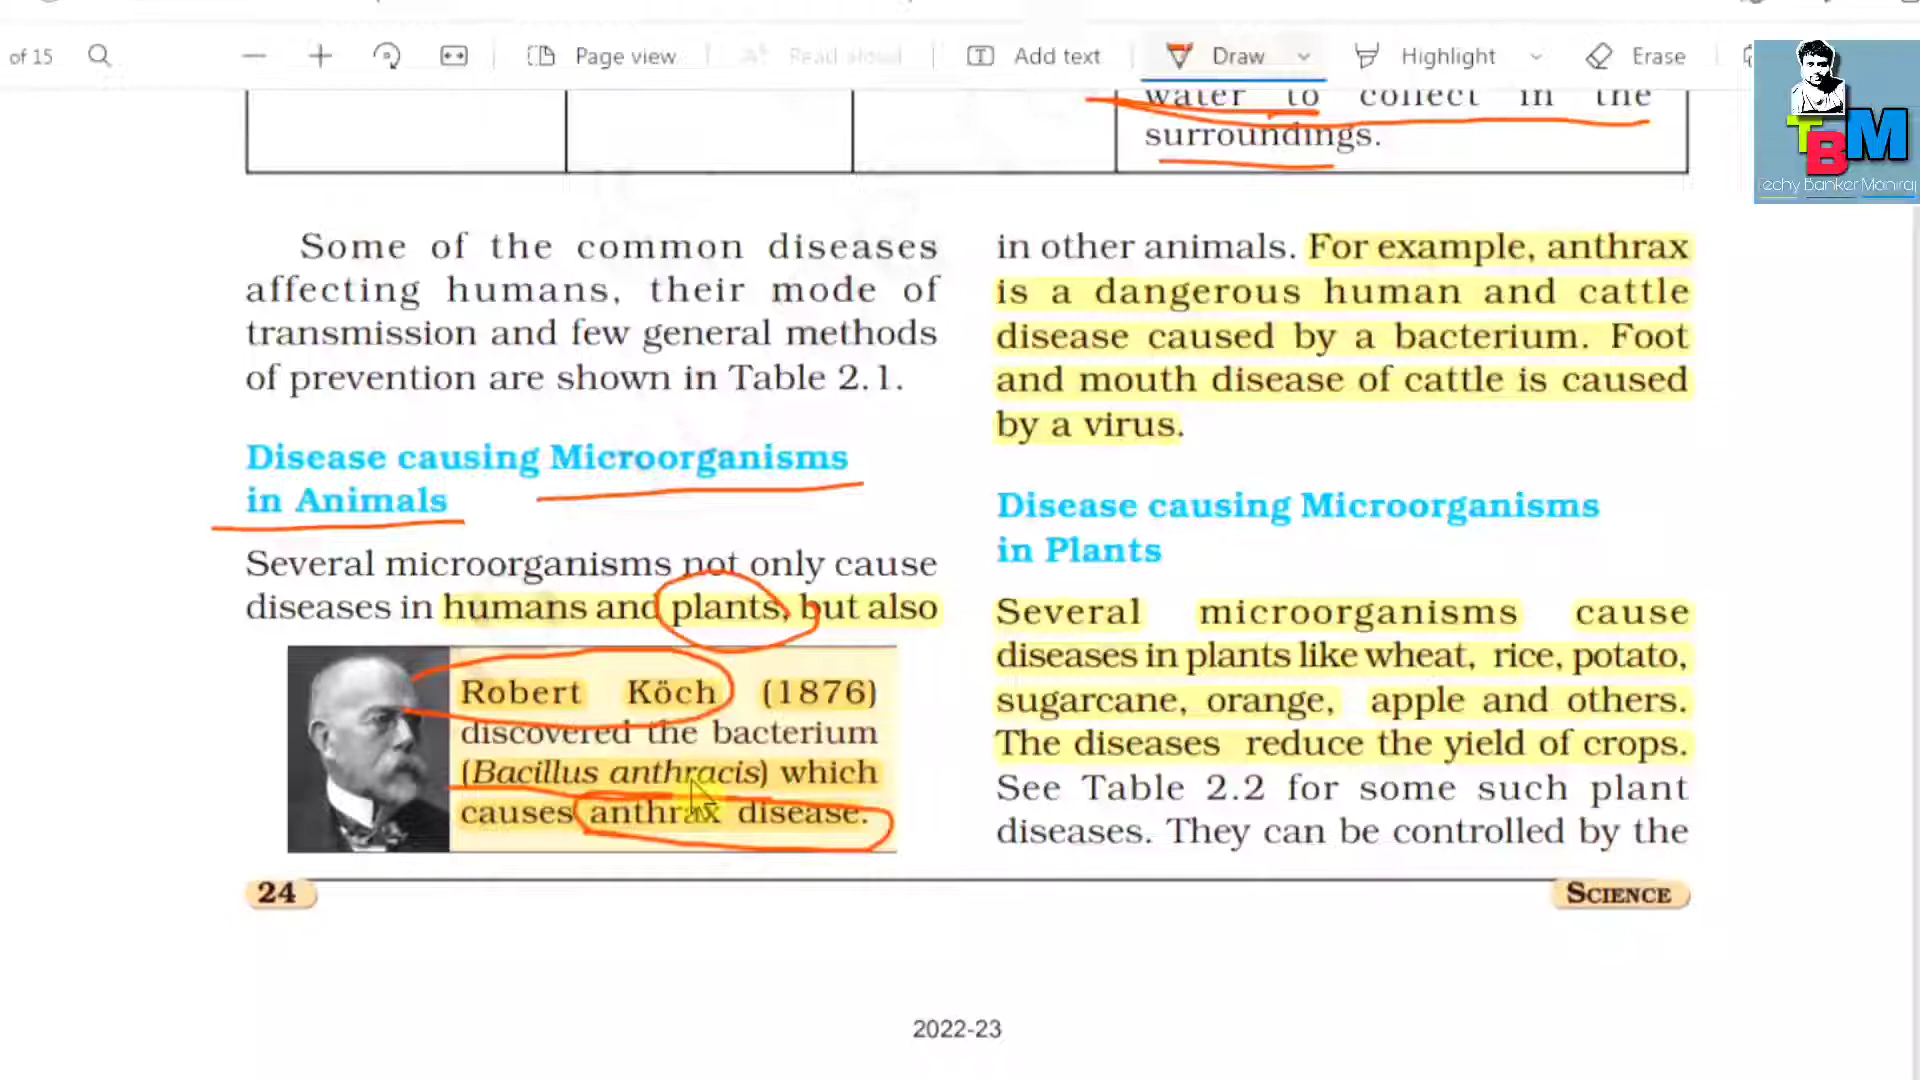 of 15
Page view
Read aloud
Add text
Draw
Highlight
Erase
TBM
Techy Banker Maniraj
water to collect in the
surroundings.
Some of the common diseases
affecting humans, their mode of
transmission and few general methods
of prevention are shown in Table 2.1.
Disease causing Microorganisms
in Animals
Several microorganisms not only cause
diseases in humans and plants, but also
Robert Köch (1876)
discovered the bacterium
(Bacillus anthracis) which
causes anthrax disease.
in other animals. For example, anthrax
is a dangerous human and cattle
disease caused by a bacterium. Foot
and mouth disease of cattle is caused
by a virus.
Disease causing Microorganisms
in Plants
Several microorganisms cause
diseases in plants like wheat, rice, potato,
sugarcane, orange, apple and others.
The diseases reduce the yield of crops.
See Table 2.2 for some such plant
diseases. They can be controlled by the
24
SCIENCE
2022-23